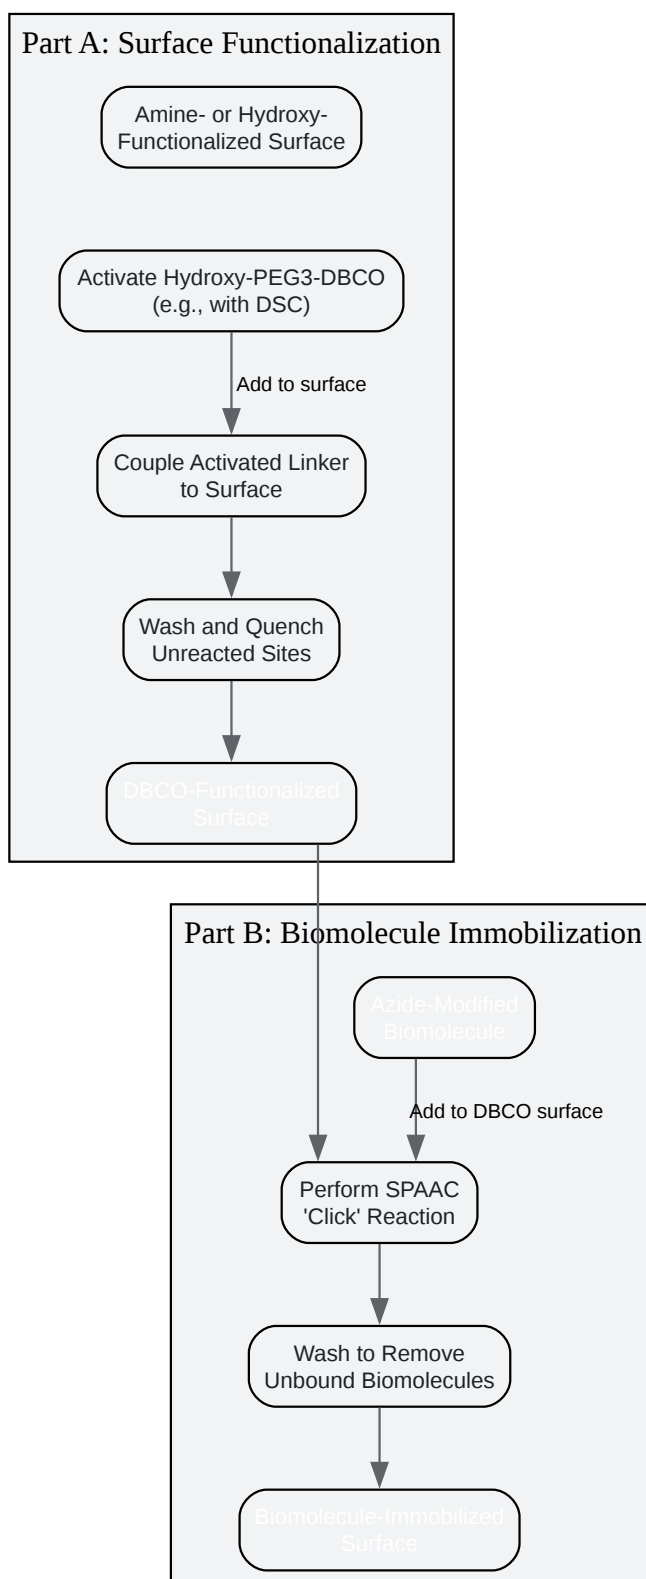 Part A: Surface Functionalization
Amine- or Hydroxy-
Functionalized Surface
Activate Hydroxy-PEG3-DBCO
(e.g., with DSC)
Add to surface
Couple Activated Linker
to Surface
Wash and Quench
Unreacted Sites
DBCO-Functionalized
Surface
Part B: Biomolecule Immobilization
Azide-Modified
Biomolecule
Add to DBCO surface
Perform SPAAC
'Click' Reaction
Wash to Remove
Unbound Biomolecules
Biomolecule-Immobilized
Surface